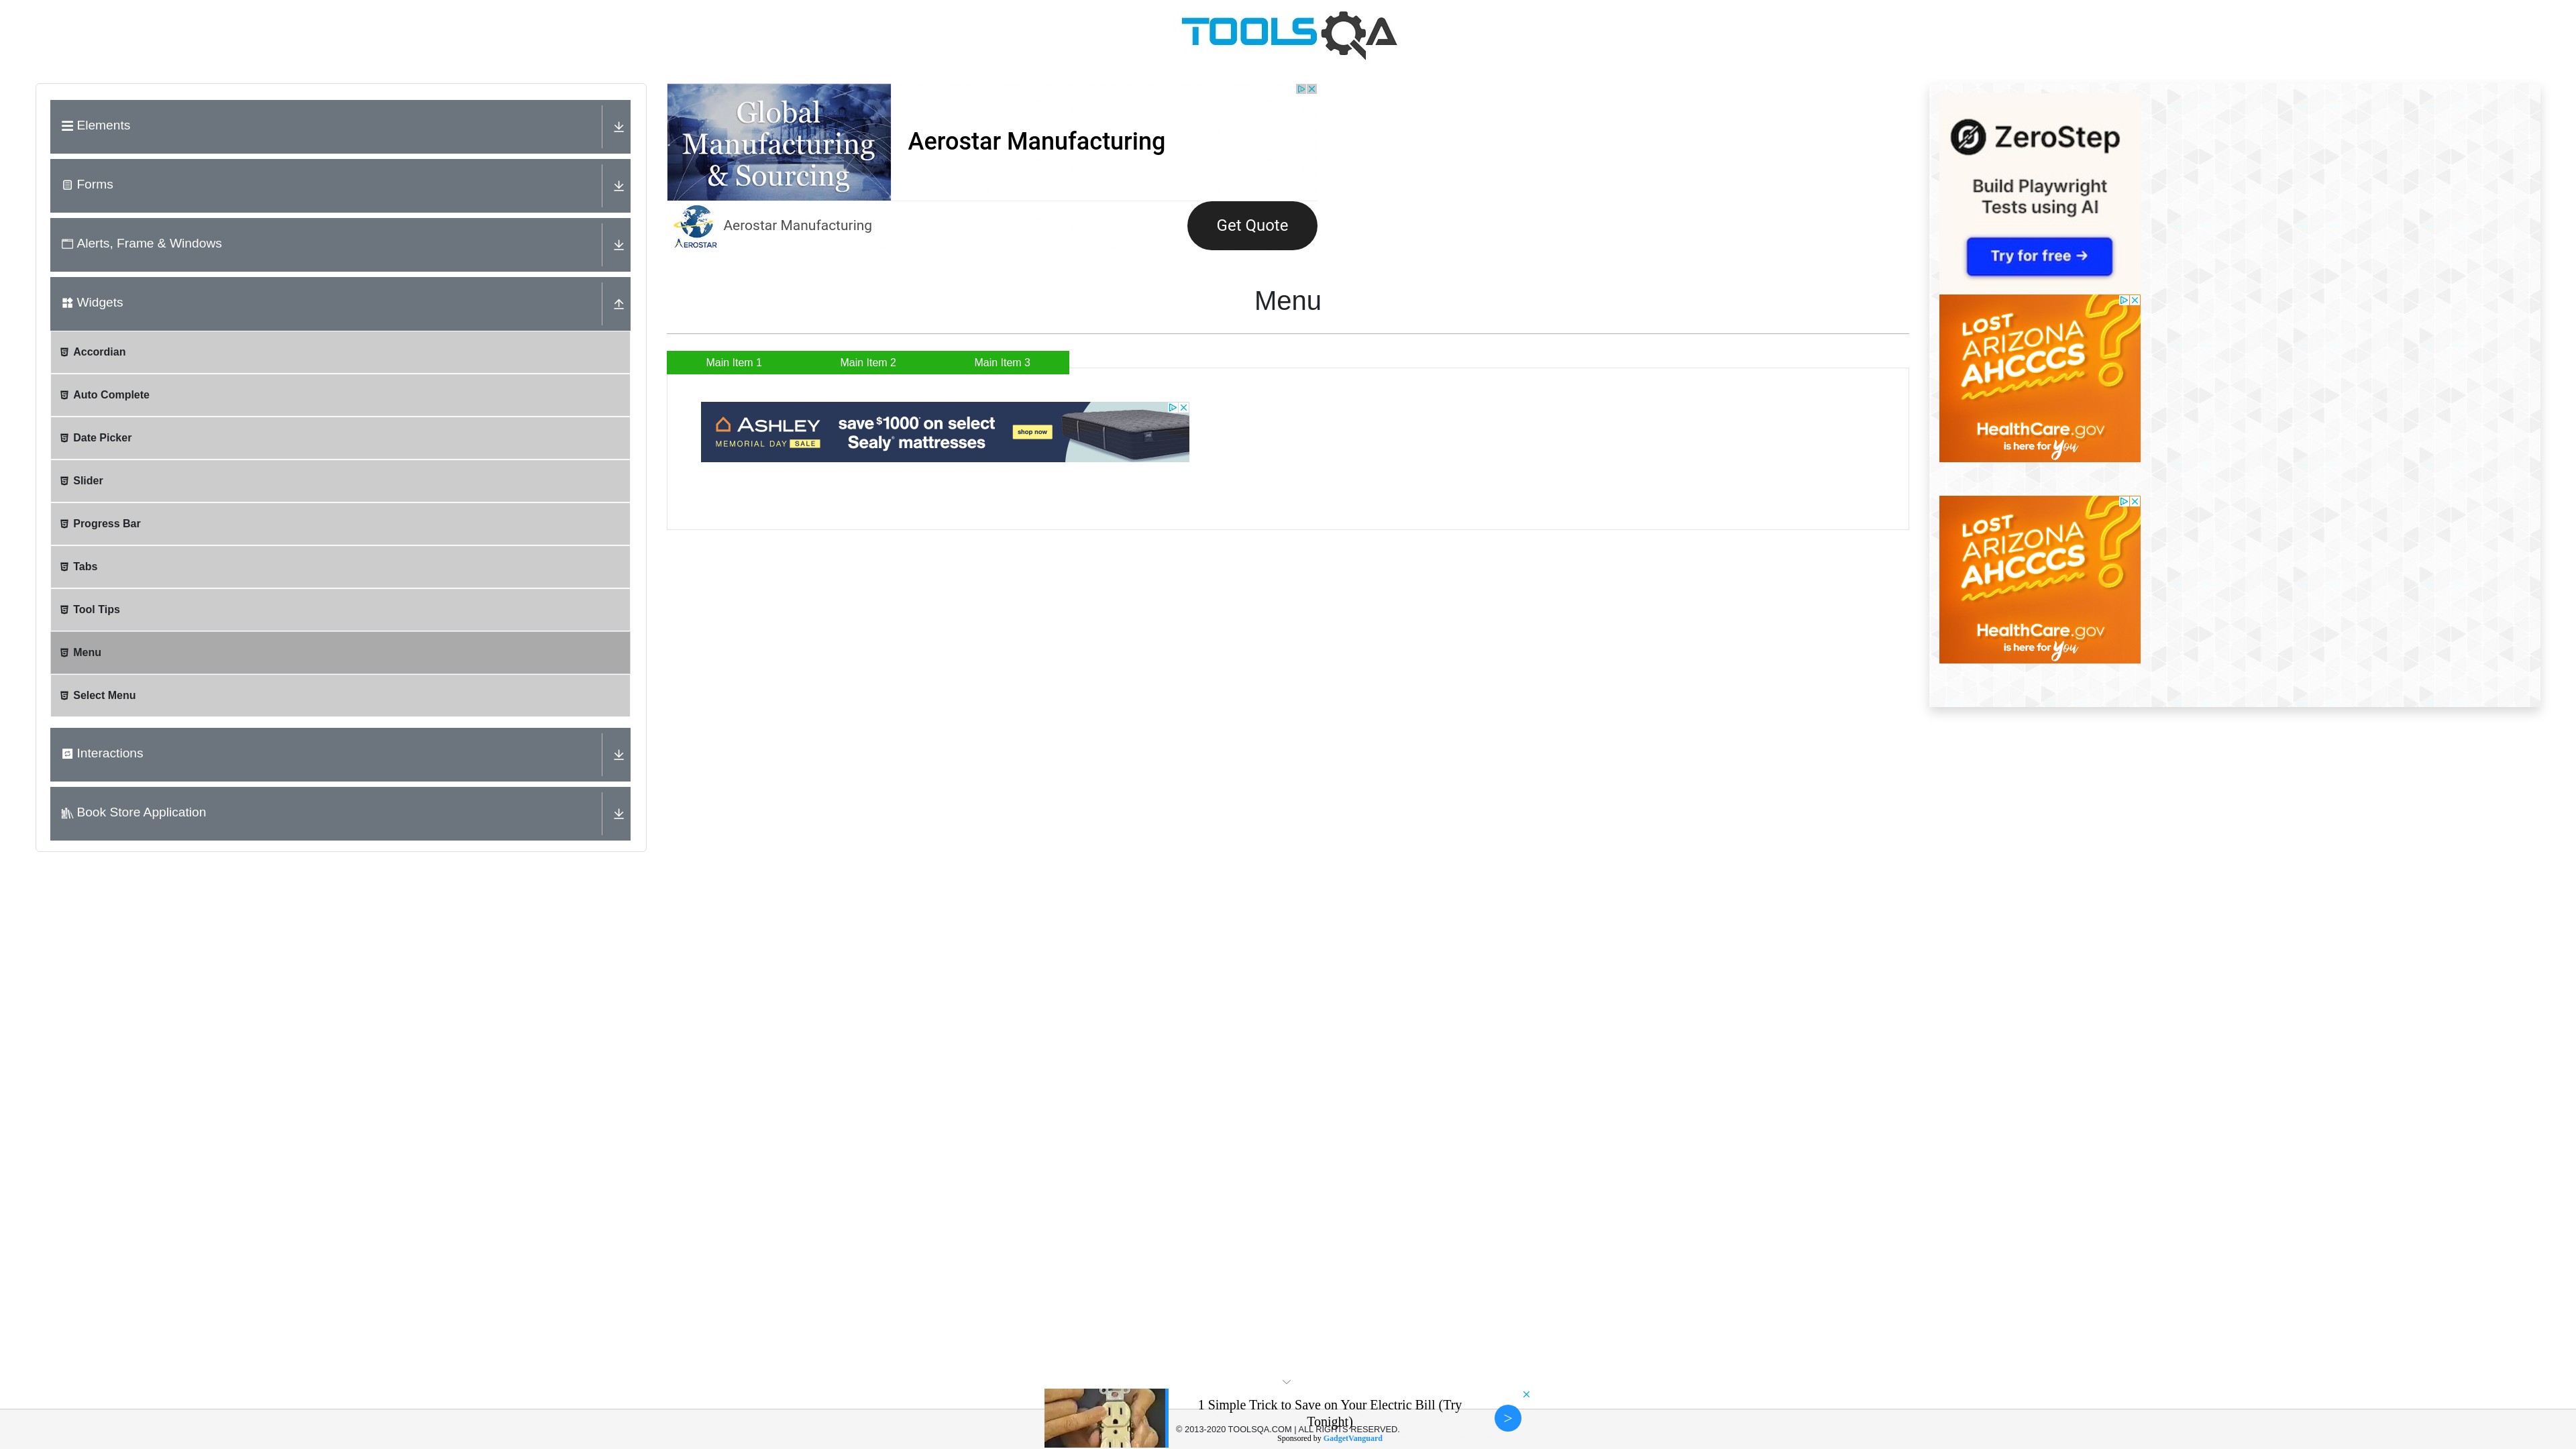 TOOLSQA
Elements
Forms
Alerts, Frame & Windows
Widgets
Accordian
Auto Complete
Date Picker
Slider
Progress Bar
Tabs
Tool Tips
Menu
Select Menu
Interactions
Book Store Application
Global
Manufacturing
& Sourcing
Aerostar Manufacturing
AEROSTAR
Aerostar Manufacturing
Get Quote
Menu
Main Item 1
Main Item 2
Main Item 3
ASHLEY
MEMORIAL DAY SALE
save $1000* on select
Sealy® mattresses
shop now
ZeroStep
Build Playwright
Tests using AI
Try for free →
LOST
ARIZONA
AHCCCS
?
HealthCare.gov
is here for you
LOST
ARIZONA
AHCCCS
?
HealthCare.gov
is here for you
1 Simple Trick to Save on Your Electric Bill (Try
Tonight)
© 2013-2020 TOOLSQA.COM | ALL RIGHTS RESERVED.
Sponsored by GadgetVanguard
>